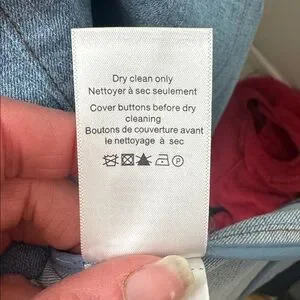 Dry clean only
Nettoyer à sec seulement
Cover buttons before dry
cleaning
Boutons de couverture avant
le nettoyage à sec
P